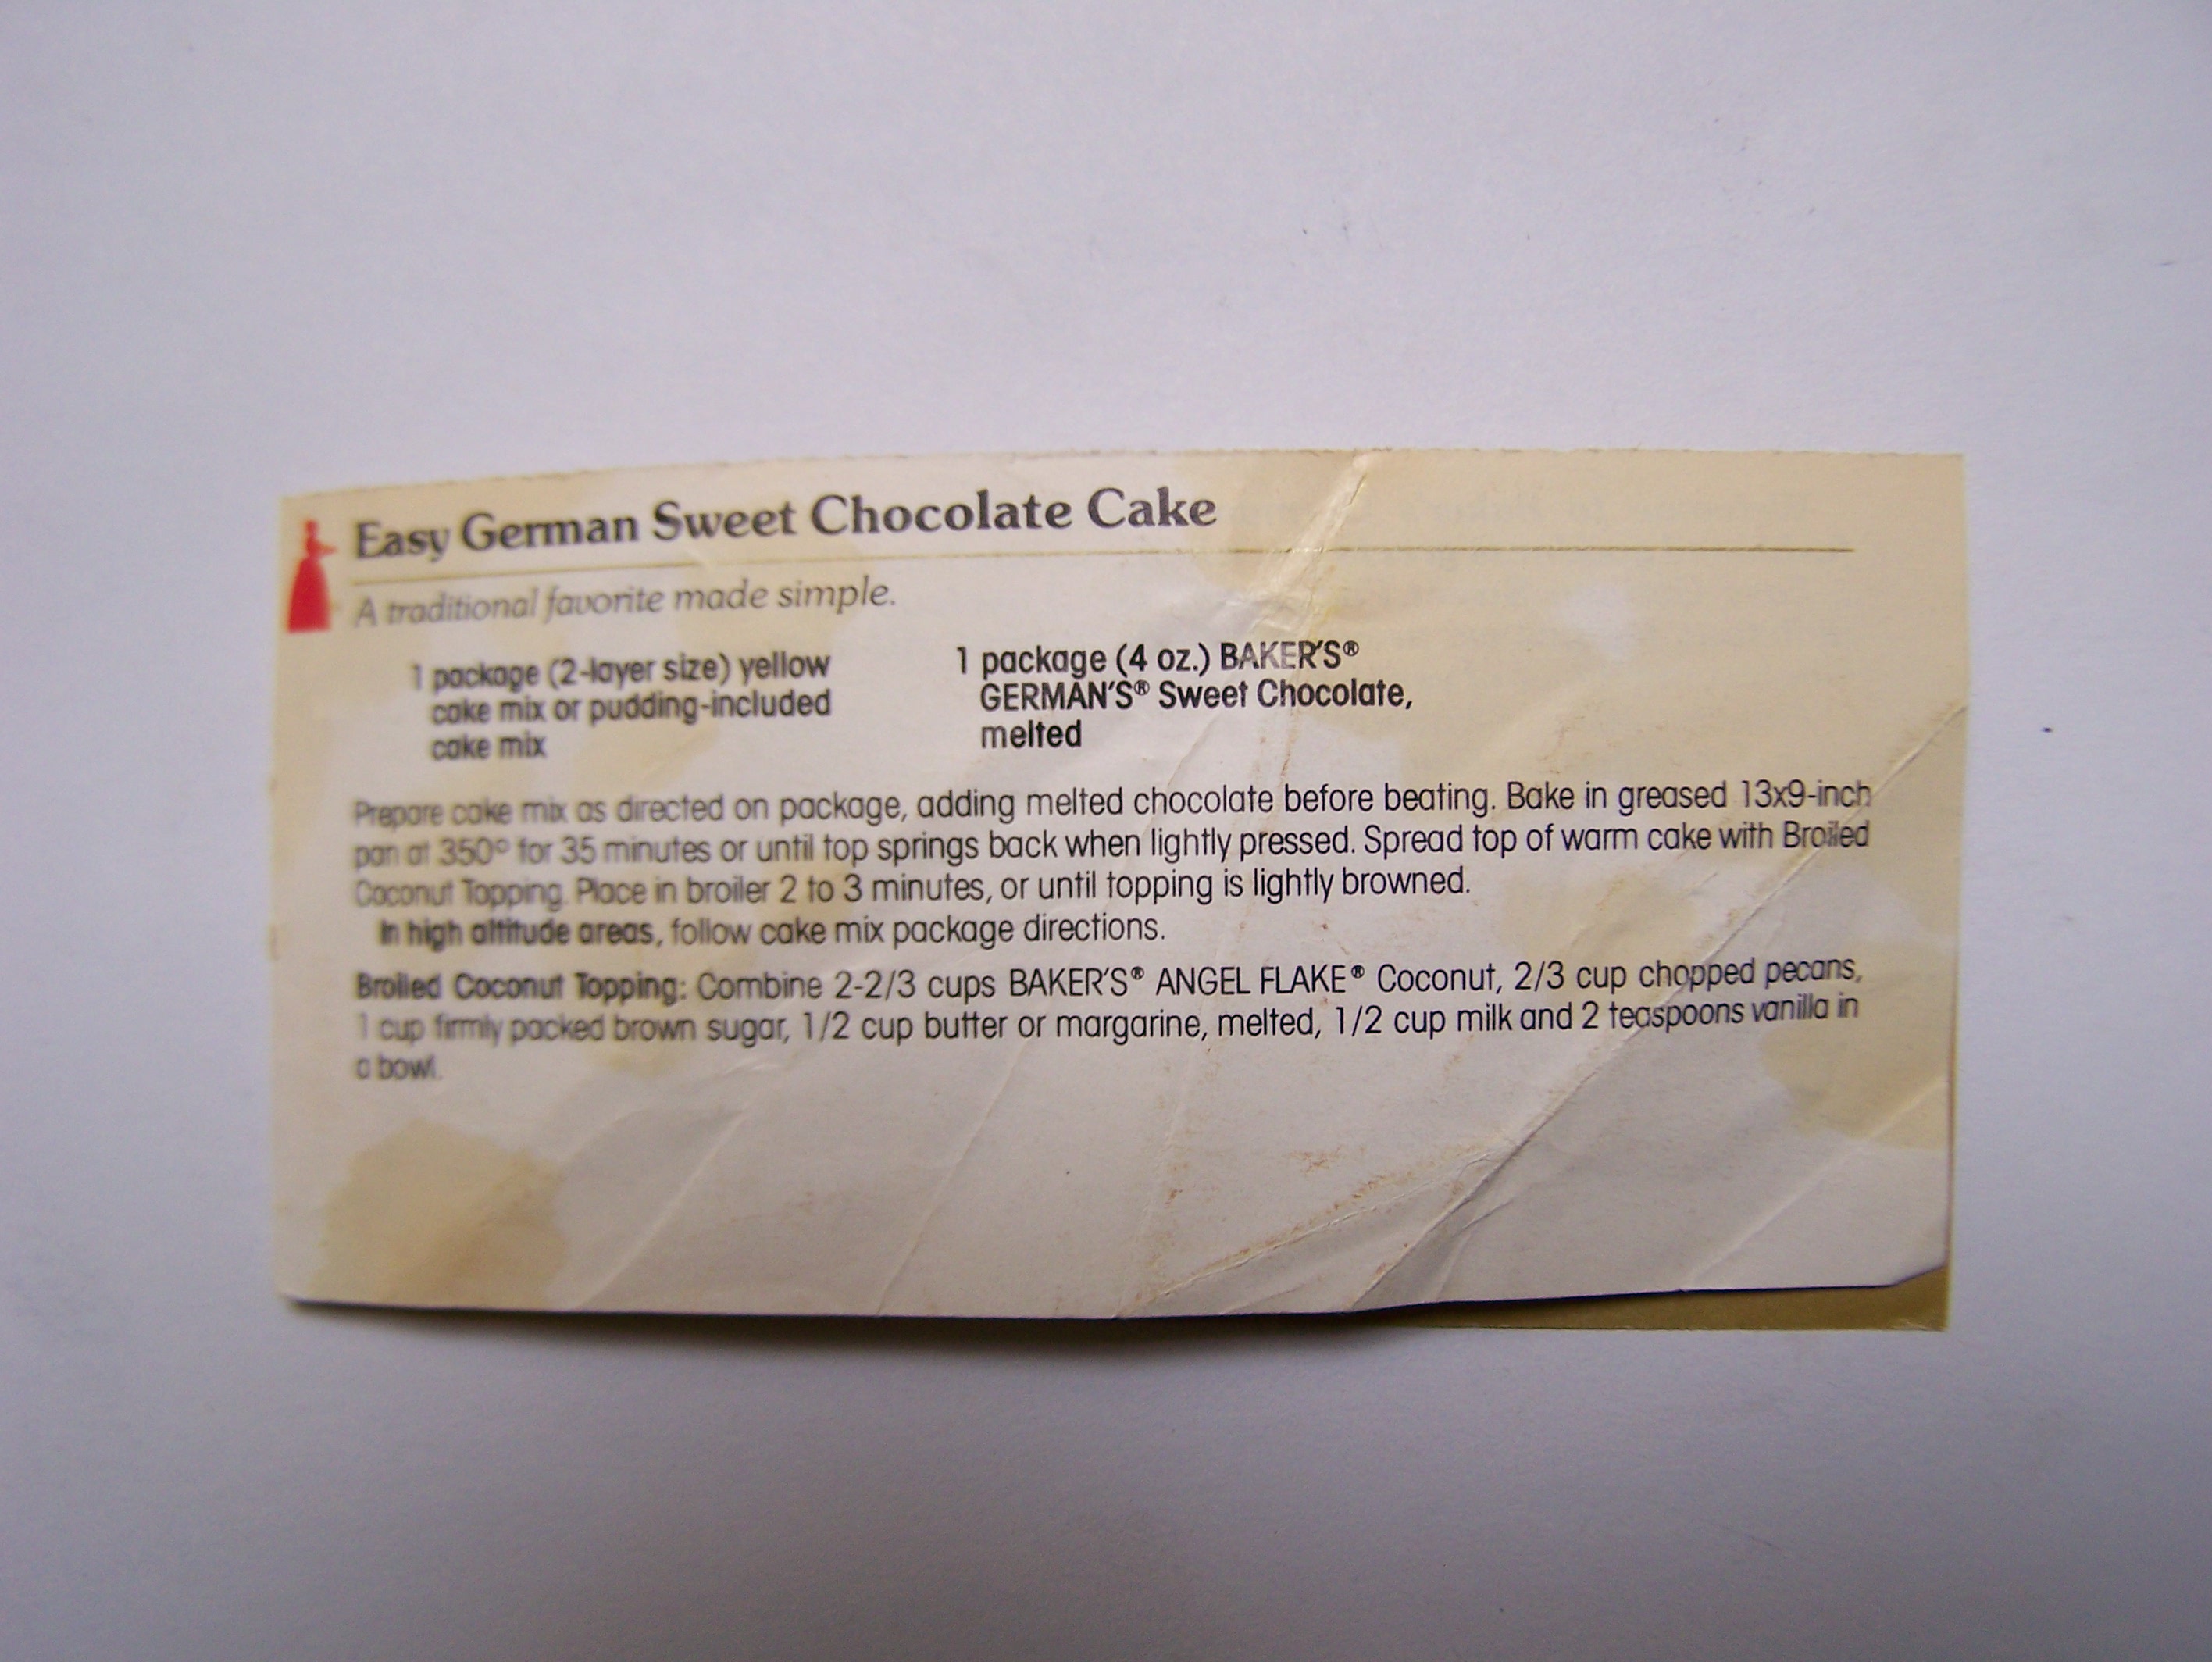 Easy German Sweet Chocolate Cake
A traditional favorite made simple.
1 package (2-layer size) yellow
cake mix or pudding-included
cake mix
1 package (4 oz.) BAKER'S®
GERMAN'S® Sweet Chocolate,
melted
Prepare cake mix as directed on package, adding melted chocolate before beating. Bake in greased 13x9-inch
pan at 350° for 35 minutes or until top springs back when lightly pressed. Spread top of warm cake with Broiled
Coconut Topping. Place in broiler 2 to 3 minutes, or until topping is lightly browned.
In high altitude areas, follow cake mix package directions.
Broiled Coconut Topping: Combine 2-2/3 cups BAKER'S® ANGEL FLAKE® Coconut, 2/3 cup chopped pecans,
1 cup firmly packed brown sugar, 1/2 cup butter or margarine, melted, 1/2 cup milk and 2 teaspoons vanilla in
a bowl.